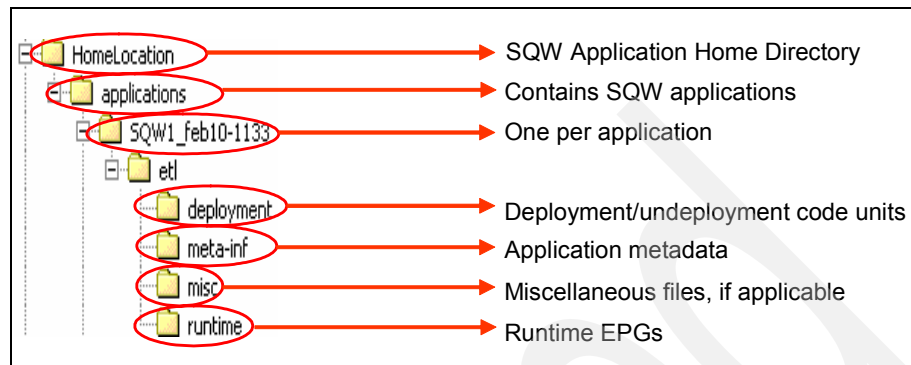 HomeLocation SQW Application Home Directory
applications Contains SQW applications
SQW1_feb10-1133 One per application
etl
deployment Deployment/undeployment code units
meta-inf Application metadata
misc Miscellaneous files, if applicable
runtime Runtime EPGs